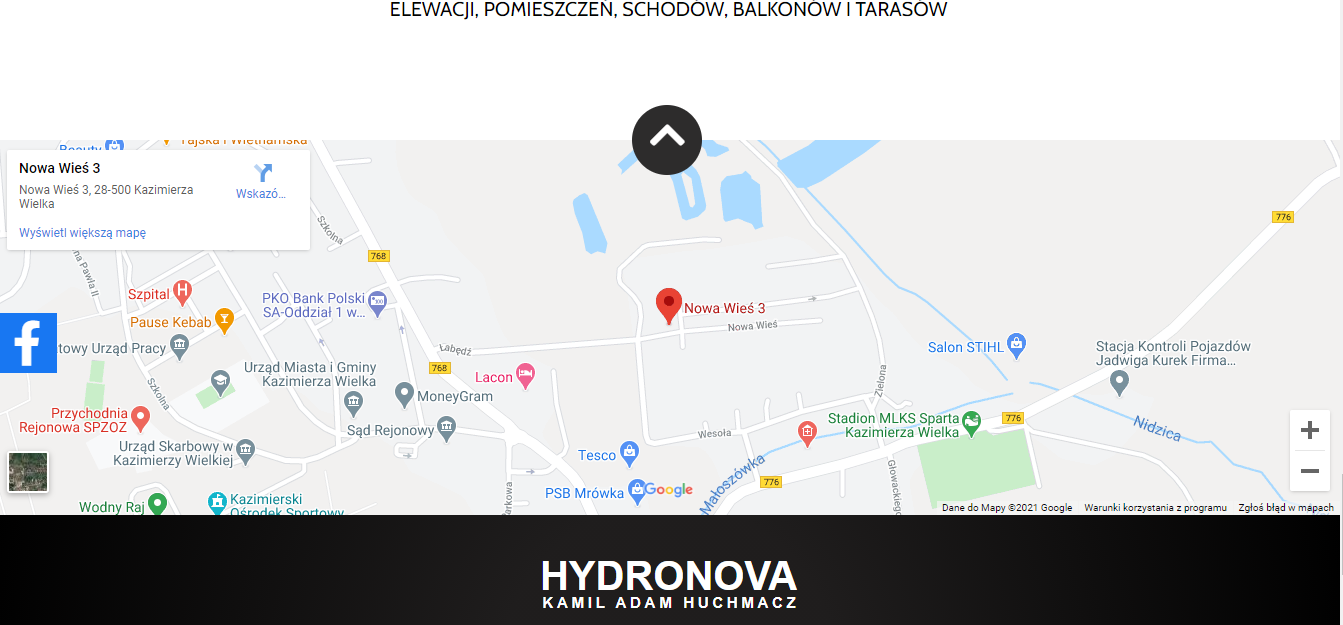 ELEWACJI, POMIESZCZEŃ, SCHODÓW, BALKONÓW I TARASÓW
Beauty
Tajska i Wietnamska
Nowa Wieś 3
Nowa Wieś 3, 28-500 Kazimierza
Wielka
Wskazó...
Wyświetl większą mapę
Szkolna
na Pawła II
768
776
Szpital
PKO Bank Polski
SA-Oddział 1 w...
Nowa Wieś 3
Pause Kebab
Nowa Wieś
towy Urząd Pracy
Łabędź
Salon STIHL
Stacja Kontroli Pojazdów
Jadwiga Kurek Firma...
Urząd Miasta i Gminy
Kazimierza Wielka
768
Lacon
Szkolna
MoneyGram
Zielona
Przychodnia
Rejonowa SPZOZ
Sąd Rejonowy
Wesoła
Stadion MLKS Sparta
Kazimierza Wielka
776
Nidzica
Urząd Skarbowy w
Kazimierzy Wielkiej
Tesco
Małoszówka
776
Głowackiego
PSB Mrówka
Google
Wodny Raj
Kazimierski
Ośrodek Sportowy
Parkowa
Dane do Mapy ©2021 Google
Warunki korzystania z programu
Zgłoś błąd w mapach
HYDRONOVA
KAMIL ADAM HUCHMACZ